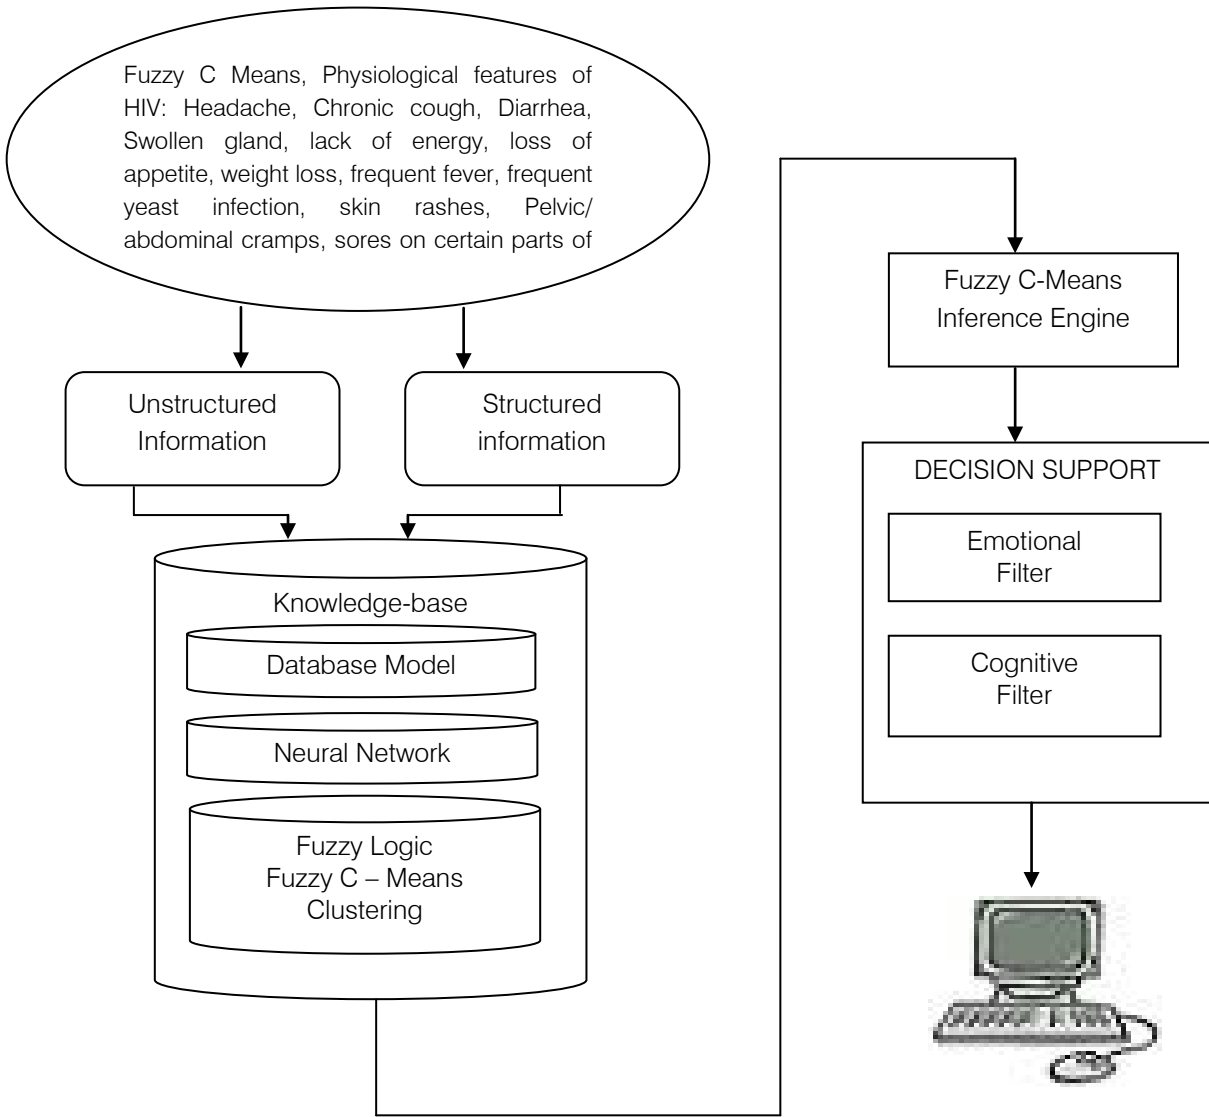 Fuzzy C Means, Physiological features of
HIV: Headache, Chronic cough, Diarrhea,
Swollen gland, lack of energy, loss of
appetite, weight loss, frequent fever, frequent
yeast infection, skin rashes, Pelvic/
abdominal cramps, sores on certain parts of
Unstructured
Information
Structured
information
Knowledge-base
Database Model
Neural Network
Fuzzy Logic
Fuzzy C – Means
Clustering
Fuzzy C-Means
Inference Engine
DECISION SUPPORT
Emotional
Filter
Cognitive
Filter